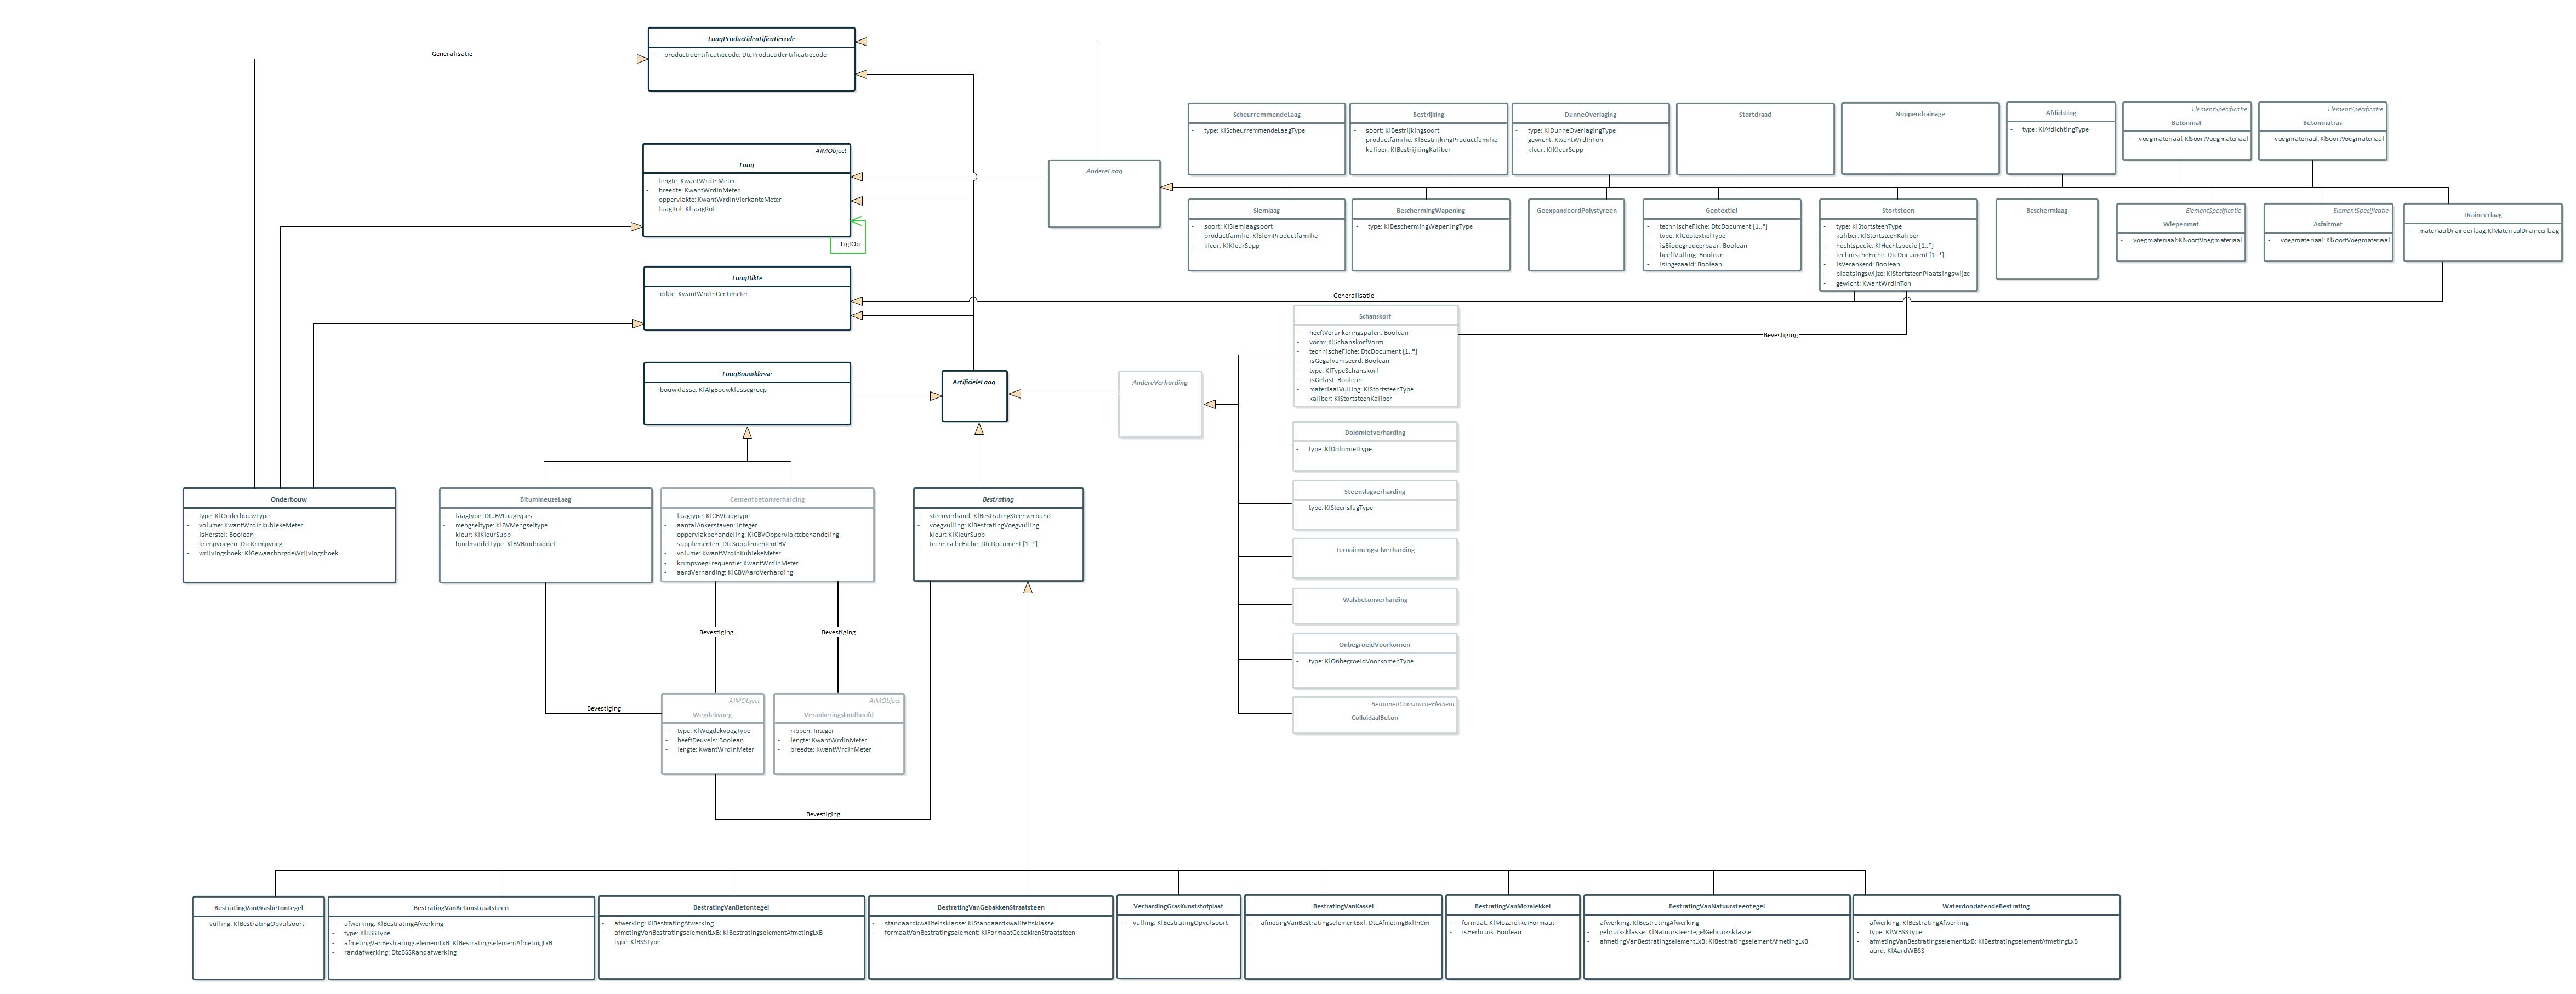 LaagProductidentificatiecode
- productidentificatiecode: DtcProductidentificatiecode
Generalisatie
AIMObject
Laag
- lengte: KwantWrdInMeter
- breedte: KwantWrdInMeter
- oppervlakte: KwantWrdInVierkanteMeter
- laagRol: KlLaagRol
LigtOp
LaagDikte
- dikte: KwantWrdInCentimeter
LaagBouwklasse
- bouwklasse: KlAlgBouwklassegroep
ArtificieleLaag
AndereLaag
AndereVerharding
ScheurremmendeLaag
- type: KlScheurremmendeLaagType
Bestrijking
- soort: KlBestrijkingsoort
- productfamilie: KlBestrijkingProductfamilie
- kaliber: KlBestrijkingKaliber
DunneOverlaging
- type: KlDunneOverlagingType
- gewicht: KwantWrdInTon
- kleur: KlKleurSupp
Stortdraad
Noppendrainage
Afdichting
- type: KlAfdichtingType
ElementSpecificatie
Betonmat
- voegmateriaal: KlSoortVoegmateriaal
ElementSpecificatie
Betonmatras
- voegmateriaal: KlSoortVoegmateriaal
Slemlaag
- soort: KlSlemlaagsoort
- productfamilie: KlSlemProductfamilie
- kleur: KlKleurSupp
BeschermingWapening
- type: KlBeschermingWapeningType
GeexpandeerdPolystyreen
Geotextiel
- technischeFiche: DtcDocument [1..*]
- type: KlGeotextielType
- isBiodegradeerbaar: Boolean
- heeftVulling: Boolean
- isIngezaaid: Boolean
Stortsteen
- type: KlStortsteenType
- kaliber: KlStortsteenKaliber
- hechtspecie: KlHechtspecie [1..*]
- technischeFiche: DtcDocument [1..*]
- isVerankerd: Boolean
- plaatsingswijze: KlStortsteenPlaatsingswijze
- gewicht: KwantWrdInTon
Beschermlaag
ElementSpecificatie
Wiepenmat
- voegmateriaal: KlSoortVoegmateriaal
ElementSpecificatie
Asfaltmat
- voegmateriaal: KlSoortVoegmateriaal
Draineerlaag
- materiaalDraineerlaag: KlMateriaalDraineerlaag
Generalisatie
Bevestiging
Schanskorf
- heeftVerankeringspalen: Boolean
- vorm: KlSchanskorfVorm
- technischeFiche: DtcDocument [1..*]
- isGegalvaniseerd: Boolean
- type: KlTypeSchanskorf
- isGelast: Boolean
- materiaalVulling: KlStortsteenType
- kaliber: KlStortsteenKaliber
Dolomietverharding
- type: KlDolomietType
Steenslagverharding
- type: KlSteenslagType
Ternairmengselverharding
Walsbetonverharding
OnbegroeidVoorkomen
- type: KlOnbegroeidVoorkomenType
BetonnenConstructieElement
ColloidaalBeton
Onderbouw
- type: KlOnderbouwType
- volume: KwantWrdInKubiekeMeter
- isHerstel: Boolean
- krimpvoegen: DtcKrimpvoeg
- wrijvingshoek: KlGewaarborgdeWrijvingshoek
BitumineuzeLaag
- laagtype: DtuBVLaagtypes
- mengseltype: KlBVMengseltype
- kleur: KlKleurSupp
- bindmiddelType: KlBVBindmiddel
Cementbetonverharding
- laagtype: KlCBVLaagtype
- aantalAnkerstaven: Integer
- oppervlakbehandeling: KlCBVOppervlaktebehandeling
- supplementen: DtcSupplementenCBV
- volume: KwantWrdInKubiekeMeter
- krimpvoegFrequentie: KwantWrdInMeter
- aardVerharding: KlCBVAardVerharding
Bestrating
- steenverband: KlBestratingSteenverband
- voegvulling: KlBestratingVoegvulling
- kleur: KlKleurSupp
- technischeFiche: DtcDocument [1..*]
Bevestiging
Bevestiging
Bevestiging
AIMObject
Wegdekvoeg
- type: KlWegdekvoegType
- heeftDeuvels: Boolean
- lengte: KwantWrdInMeter
AIMObject
Verankeringslandhoofd
- ribben: Integer
- lengte: KwantWrdInMeter
- breedte: KwantWrdInMeter
Bevestiging
BestratingVanGrasbetontegel
- vulling: KlBestratingOpvulsoort
BestratingVanBetonstraatsteen
- afwerking: KlBestratingAfwerking
- type: KlBSSType
- afmetingVanBestratingselementLxB: KlBestratingselementAfmetingLxB
- randafwerking: DtcBSSRandafwerking
BestratingVanBetontegel
- afwerking: KlBestratingAfwerking
- afmetingVanBestratingselementLxB: KlBestratingselementAfmetingLxB
- type: KlBSSType
BestratingVanGebakkenStraatsteen
- standaardkwaliteitsklasse: KlStandaardkwaliteitsklasse
- formaatVanBestratingselement: KlFormaatGebakkenStraatsteen
VerhardingGrasKunststofplaat
- vulling: KlBestratingOpvulsoort
BestratingVanKassei
- afmetingVanBestratingselementBxl: DtcAfmetingBxlInCm
BestratingVanMozaiekkei
- formaat: KlMozaiekkeiFormaat
- isHerbruik: Boolean
BestratingVanNatuursteentegel
- afwerking: KlBestratingAfwerking
- gebruiksklasse: KlNatuursteentegelGebruiksklasse
- afmetingVanBestratingselementLxB: KlBestratingselementAfmetingLxB
WaterdoorlatendeBestrating
- afwerking: KlBestratingAfwerking
- type: KlWBSSType
- afmetingVanBestratingselementLxB: KlBestratingselementAfmetingLxB
- aard: KlAardWBSS